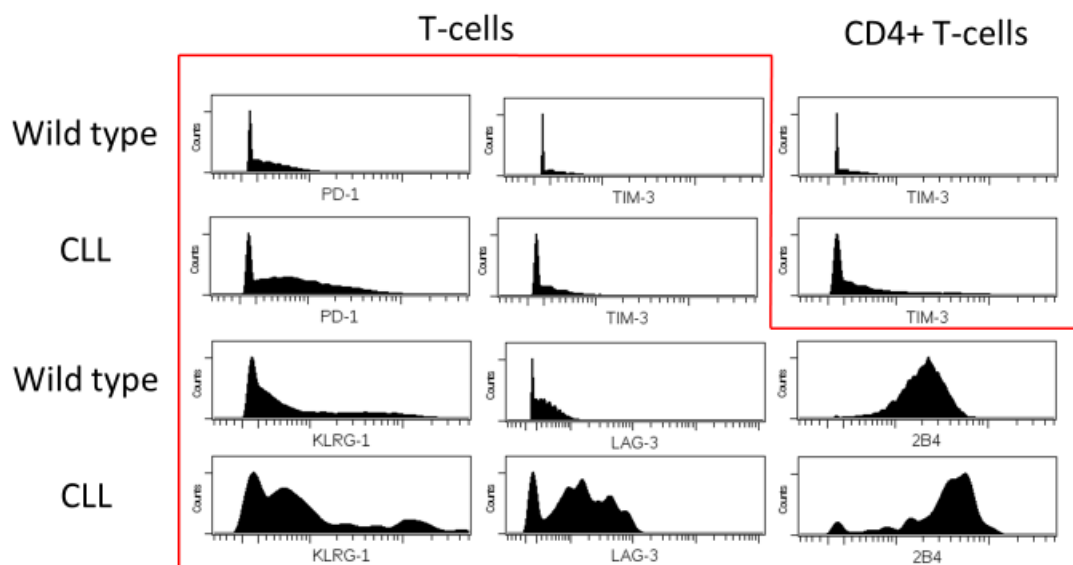 T-cells CD4+ T-cells
Wild type Counts Counts Counts
PD-1 TIM-3 TIM-3
CLL Counts Counts Counts
PD-1 TIM-3 TIM-3
Wild type Counts Counts Counts
KLRG-1 LAG-3 2B4
CLL Counts Counts Counts
KLRG-1 LAG-3 2B4